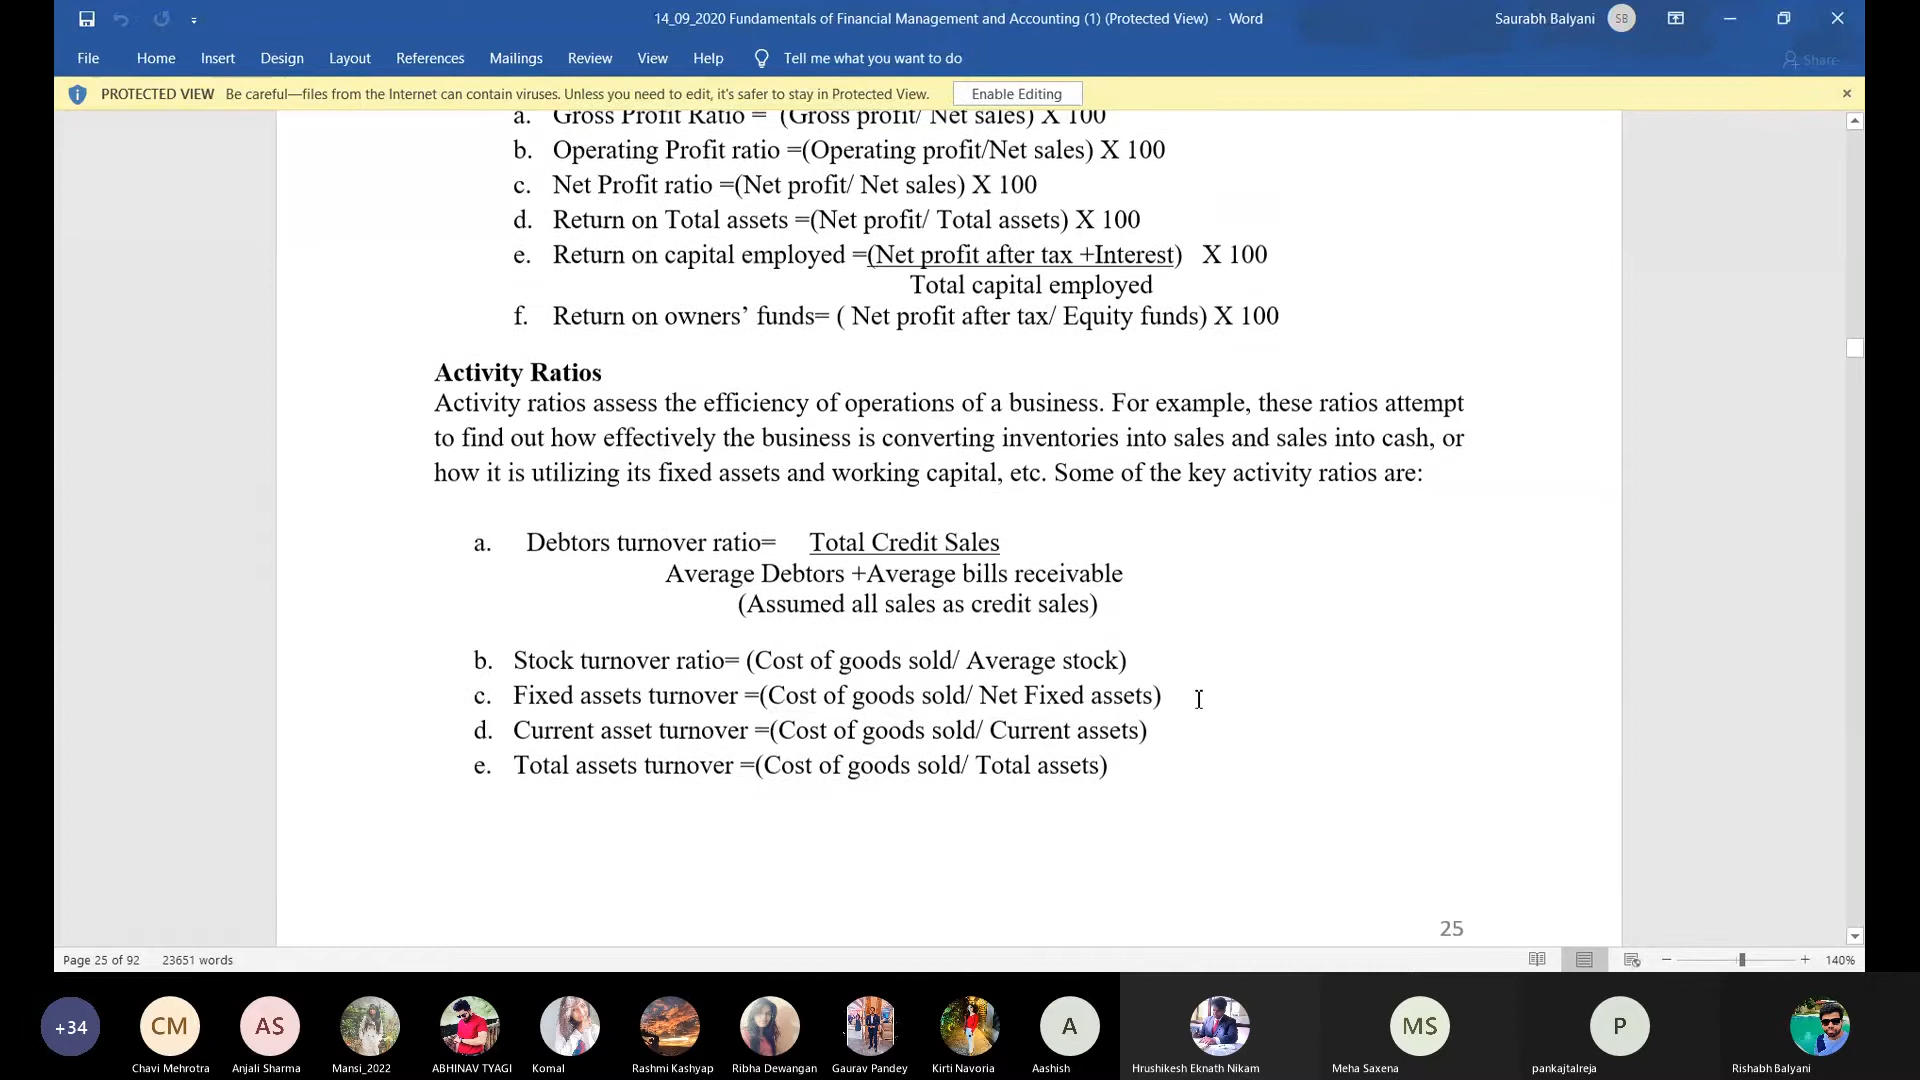 14_09_2020 Fundamentals of Financial Management and Accounting (1) (Protected View) - Word
Saurabh Balyani SB
File Home Insert Design Layout References Mailings Review View Help Tell me what you want to do Share
PROTECTED VIEW Be careful—files from the Internet can contain viruses. Unless you need to edit, it's safer to stay in Protected View. Enable Editing
a. Gross Profit Ratio = (Gross profit/ Net sales) X 100
b. Operating Profit ratio =(Operating profit/Net sales) X 100
c. Net Profit ratio =(Net profit/ Net sales) X 100
d. Return on Total assets =(Net profit/ Total assets) X 100
e. Return on capital employed =(Net profit after tax +Interest) X 100
Total capital employed
f. Return on owners’ funds= ( Net profit after tax/ Equity funds) X 100
Activity Ratios
Activity ratios assess the efficiency of operations of a business. For example, these ratios attempt
to find out how effectively the business is converting inventories into sales and sales into cash, or
how it is utilizing its fixed assets and working capital, etc. Some of the key activity ratios are:
a. Debtors turnover ratio= Total Credit Sales
Average Debtors +Average bills receivable
(Assumed all sales as credit sales)
b. Stock turnover ratio= (Cost of goods sold/ Average stock)
c. Fixed assets turnover =(Cost of goods sold/ Net Fixed assets)
d. Current asset turnover =(Cost of goods sold/ Current assets)
e. Total assets turnover =(Cost of goods sold/ Total assets)
25
Page 25 of 92 23651 words 140%
+34 CM AS A MS P
Chavi Mehrotra Anjali Sharma Mansi_2022 ABHINAV TYAGI Komal Rashmi Kashyap Ribha Dewangan Gaurav Pandey Kirti Navoria Aashish Hrushikesh Eknath Nikam Meha Saxena pankajtalreja Rishabh Balyani